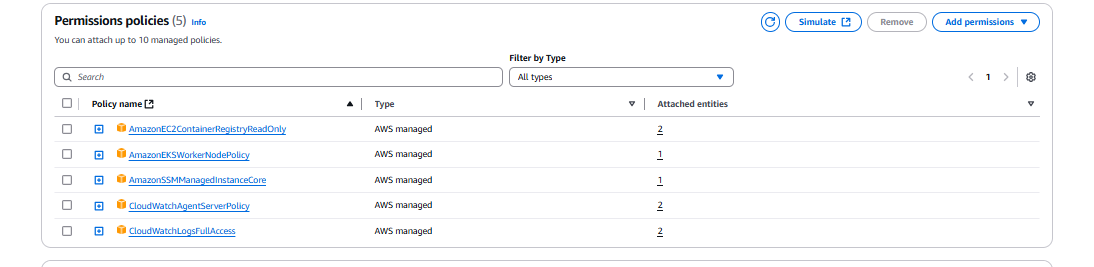 Permissions policies (5) Info
Simulate Remove Add permissions
You can attach up to 10 managed policies.
Filter by Type
Search All types 1
Policy name Type Attached entities
AmazonEC2ContainerRegistryReadOnly AWS managed 2
AmazonEKSWorkerNodePolicy AWS managed 1
AmazonSSMManagedInstanceCore AWS managed 1
CloudWatchAgentServerPolicy AWS managed 2
CloudWatchLogsFullAccess AWS managed 2